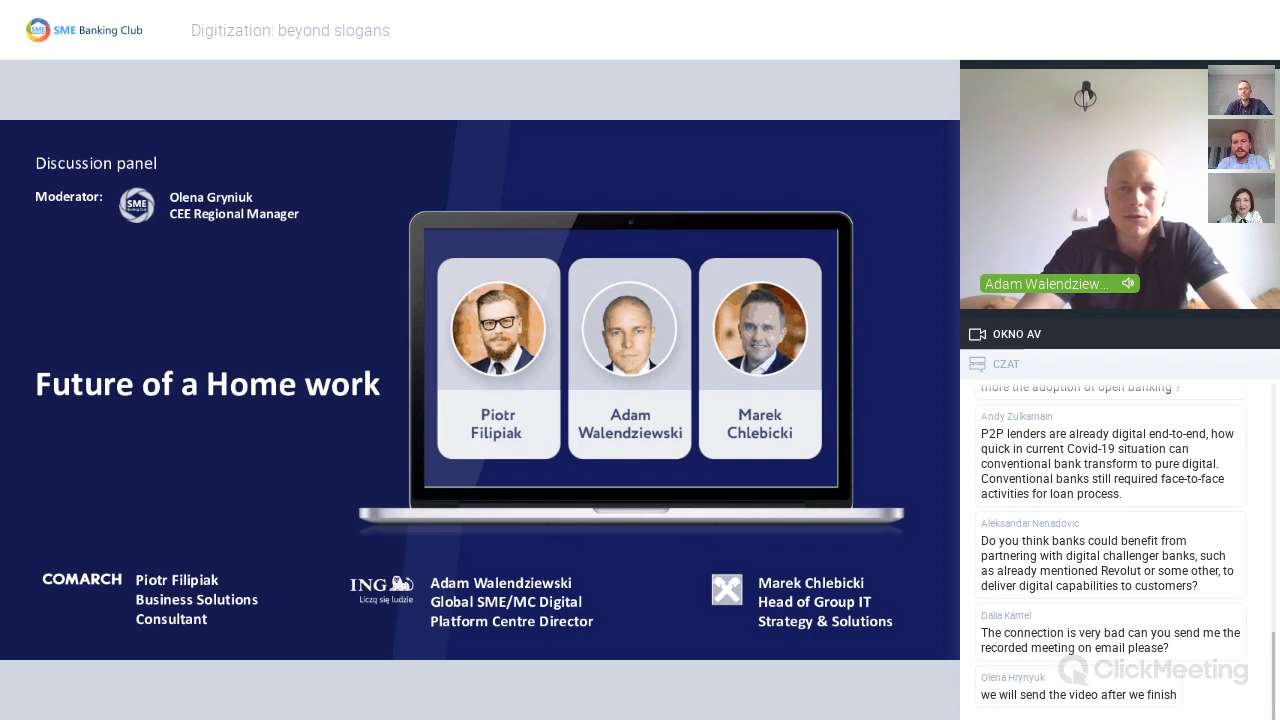 SME
SME Banking Club
Digitization: beyond slogans
Discussion panel
Moderator:
SME
Banking Club
Olena Gryniuk
CEE Regional Manager
Future of a Home work
Piotr
Filipiak
Adam
Walendziewski
Marek
Chlebicki
COMARCH
Piotr Filipiak
Business Solutions
Consultant
ING
Liczą się ludzie
Adam Walendziewski
Global SME/MC Digital
Platform Centre Director
Marek Chlebicki
Head of Group IT
Strategy & Solutions
Adam Walendziew...
OKNO AV
CZAT
more the adoption of open banking ?
Andy Zulkarnain
P2P lenders are already digital end-to-end, how
quick in current Covid-19 situation can
conventional bank transform to pure digital.
Conventional banks still required face-to-face
activities for loan process.
Aleksandar Nenadovic
Do you think banks could benefit from
partnering with digital challenger banks, such
as already mentioned Revolut or some other, to
deliver digital capabilities to customers?
Dalia Kamel
The connection is very bad can you send me the
recorded meeting on email please?
ClickMeeting
Olena Hrynyuk
we will send the video after we finish